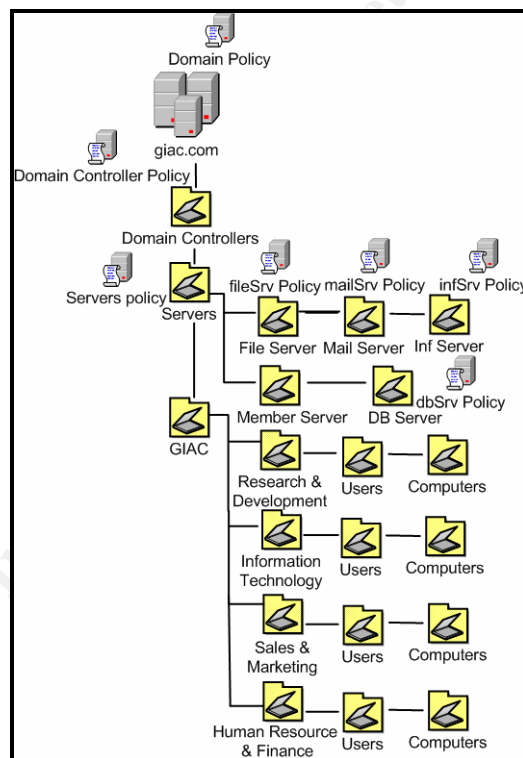 Domain Policy
giac.com
Domain Controller Policy
Domain Controllers
Servers policy
Servers
fileSrv Policy
mailSrv Policy
infSrv Policy
File Server
Mail Server
Inf Server
Member Server
DB Server
dbSrv Policy
GIAC
Research &
Development
Users
Computers
Information
Technology
Users
Computers
Sales &
Marketing
Users
Computers
Human Resource
& Finance
Users
Computers